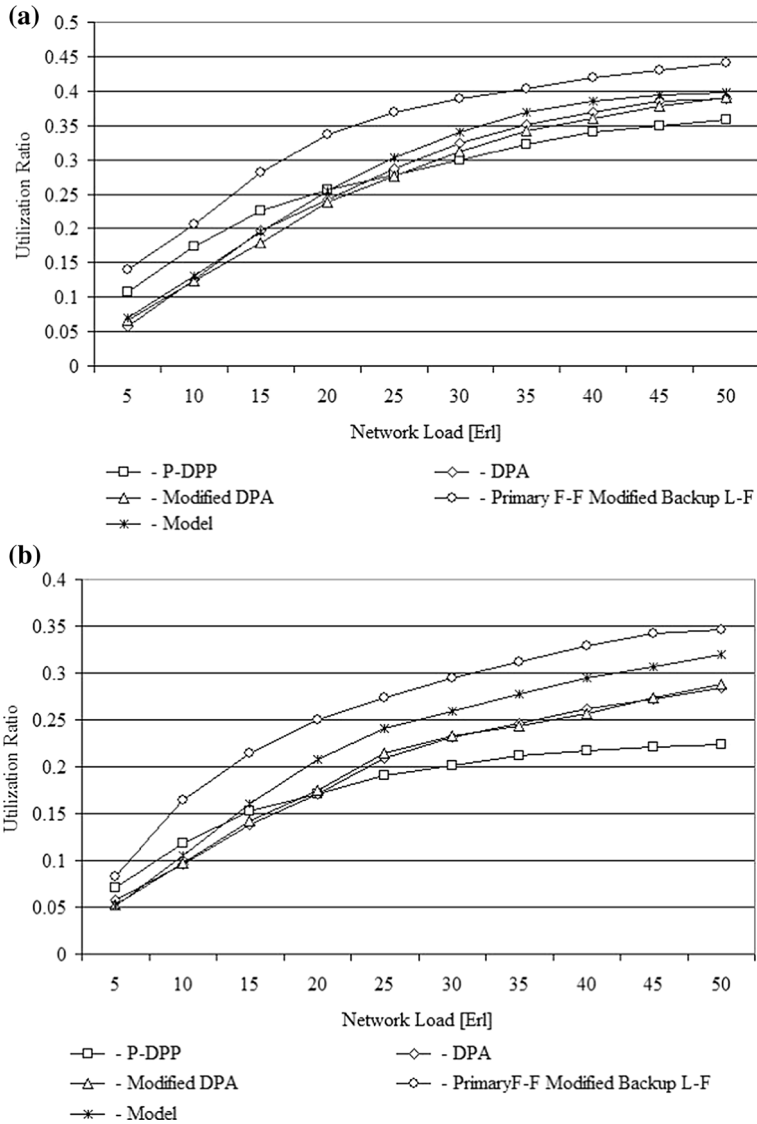 (a)
0.5
0.45
0.4
0.35
0.3
0.25
0.2
0.15
0.1
0.05
0
Utilization Ratio
5 10 15 20 25 30 35 40 45 50
Network Load [Erl]
- P-DPP - DPA
- Modified DPA - Primary F-F Modified Backup L-F
- Model
(b)
0.4
0.35
0.3
0.25
0.2
0.15
0.1
0.05
0
Utilization Ratio
5 10 15 20 25 30 35 40 45 50
Network Load [Erl]
- P-DPP - DPA
- Modified DPA - PrimaryF-F Modified Backup L-F
- Model